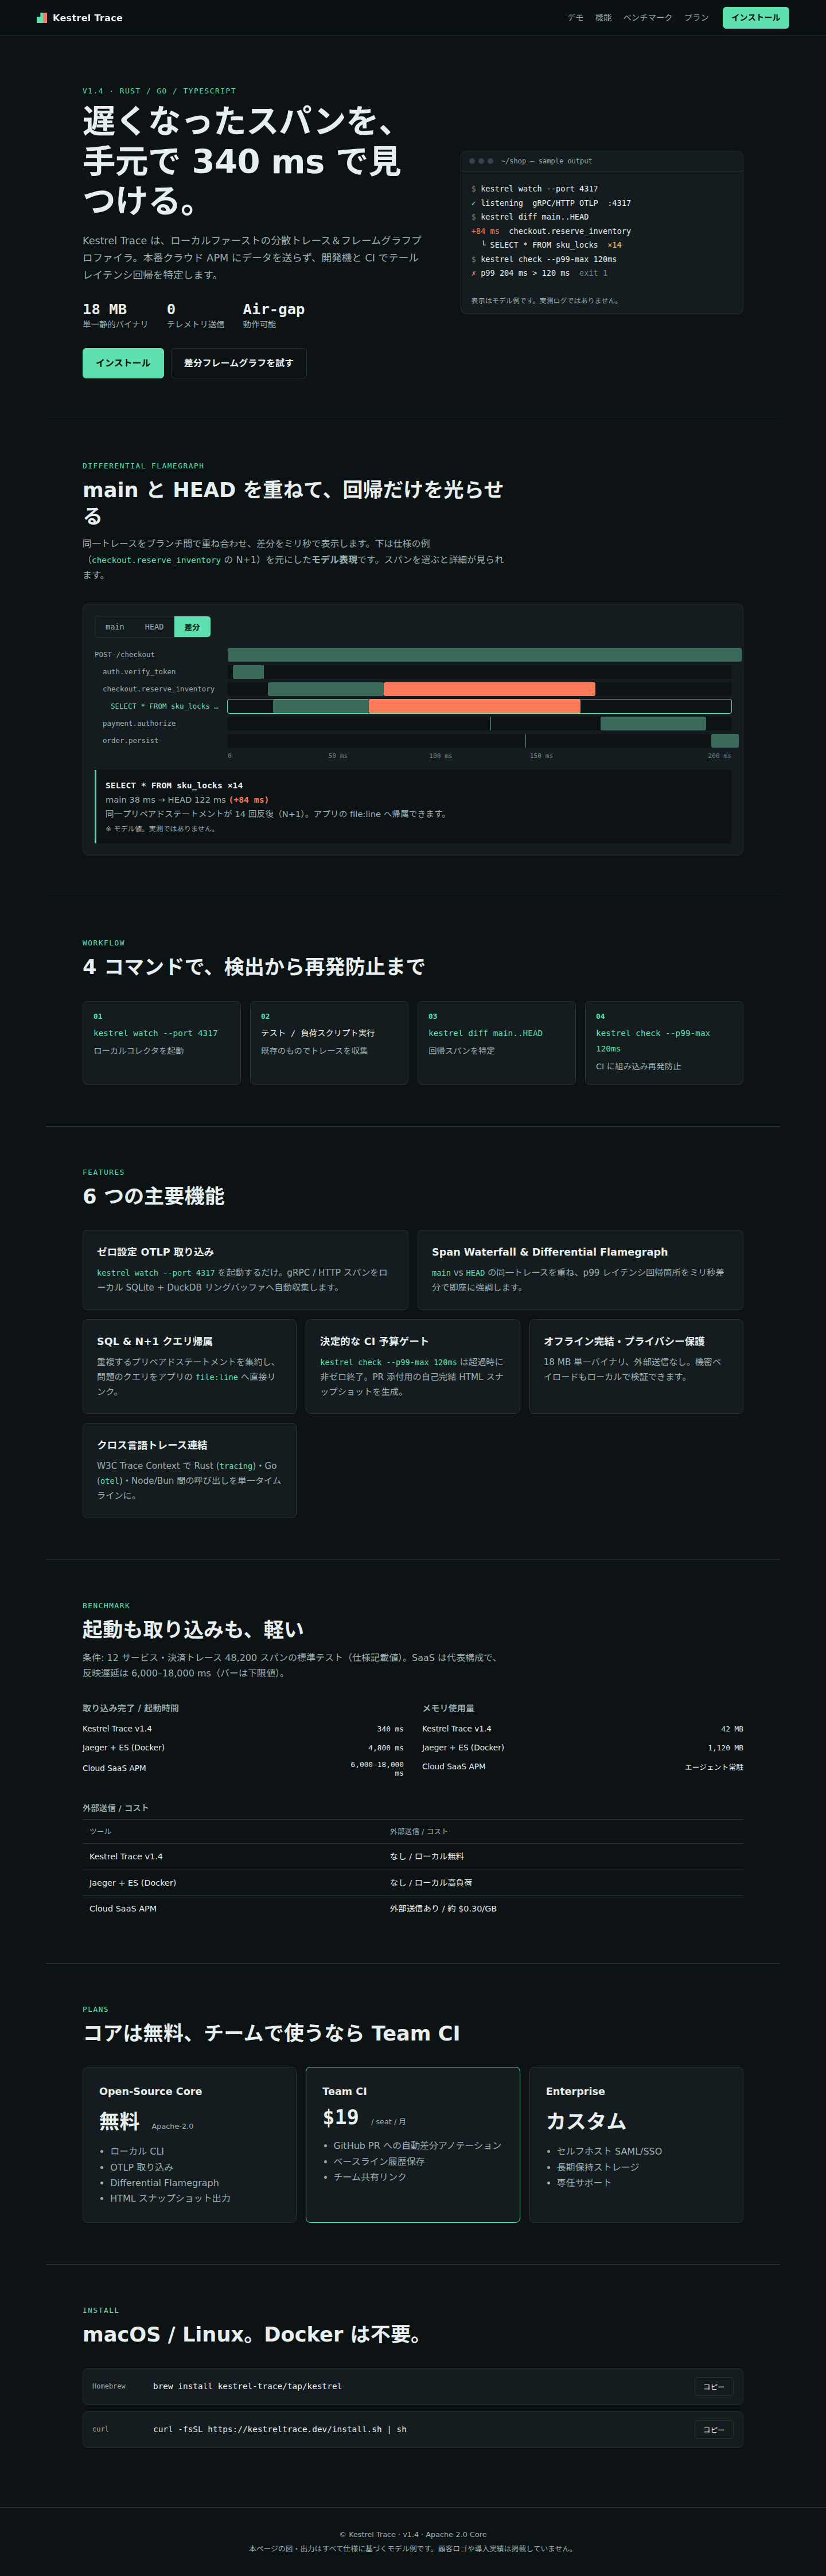 Kestrel Trace
デモ 機能 ベンチマーク プラン インストール
V1.4 · RUST / GO / TYPESCRIPT
遅くなったスパンを、
手元で 340 ms で見
つける。
Kestrel Trace は、ローカルファーストの分散トレース＆フレームグラフプ
ロファイラ。本番クラウド APM にデータを送らず、開発機と CI でテール
レイテンシ回帰を特定します。
18 MB
単一静的バイナリ
0
テレメトリ送信
Air-gap
動作可能
インストール
差分フレームグラフを試す
~/shop — sample output
$ kestrel watch --port 4317
✓ listening gRPC/HTTP OTLP :4317
$ kestrel diff main..HEAD
+84 ms checkout.reserve_inventory
└ SELECT * FROM sku_locks ×14
$ kestrel check --p99-max 120ms
✗ p99 204 ms > 120 ms exit 1
表示はモデル例です。実測ログではありません。
DIFFERENTIAL FLAMEGRAPH
main と HEAD を重ねて、回帰だけを光らせ
る
同一トレースをブランチ間で重ね合わせ、差分をミリ秒で表示します。下は仕様の例
（checkout.reserve_inventory の N+1）を元にしたモデル表現です。スパンを選ぶと詳細が見られ
ます。
main HEAD 差分
POST /checkout
auth.verify_token
checkout.reserve_inventory
SELECT * FROM sku_locks …
payment.authorize
order.persist
0 50 ms 100 ms 150 ms 200 ms
SELECT * FROM sku_locks ×14
main 38 ms → HEAD 122 ms (+84 ms)
同一プリペアドステートメントが 14 回反復（N+1）。アプリの file:line へ帰属できます。
※ モデル値。実測ではありません。
WORKFLOW
4 コマンドで、検出から再発防止まで
01
kestrel watch --port 4317
ローカルコレクタを起動
02
テスト / 負荷スクリプト実行
既存のものでトレースを収集
03
kestrel diff main..HEAD
回帰スパンを特定
04
kestrel check --p99-max
120ms
CI に組み込み再発防止
FEATURES
6 つの主要機能
ゼロ設定 OTLP 取り込み
kestrel watch --port 4317 を起動するだけ。gRPC / HTTP スパンをロ
ーカル SQLite + DuckDB リングバッファへ自動収集します。
Span Waterfall & Differential Flamegraph
main vs HEAD の同一トレースを重ね、p99 レイテンシ回帰箇所をミリ秒差
分で即座に強調します。
SQL & N+1 クエリ帰属
重複するプリペアドステートメントを集約し、
問題のクエリをアプリの file:line へ直接リ
ンク。
決定的な CI 予算ゲート
kestrel check --p99-max 120ms は超過時に
非ゼロ終了。PR 添付用の自己完結 HTML スナ
ップショットを生成。
オフライン完結・プライバシー保護
18 MB 単一バイナリ、外部送信なし。機密ペ
イロードもローカルで検証できます。
クロス言語トレース連結
W3C Trace Context で Rust (tracing)・Go
(otel)・Node/Bun 間の呼び出しを単一タイム
ラインに。
BENCHMARK
起動も取り込みも、軽い
条件: 12 サービス・決済トレース 48,200 スパンの標準テスト（仕様記載値）。SaaS は代表構成で、
反映遅延は 6,000–18,000 ms（バーは下限値）。
取り込み完了 / 起動時間
Kestrel Trace v1.4 340 ms
Jaeger + ES (Docker) 4,800 ms
Cloud SaaS APM 6,000–18,000
ms
メモリ使用量
Kestrel Trace v1.4 42 MB
Jaeger + ES (Docker) 1,120 MB
Cloud SaaS APM エージェント常駐
外部送信 / コスト
ツール 外部送信 / コスト
Kestrel Trace v1.4 なし / ローカル無料
Jaeger + ES (Docker) なし / ローカル高負荷
Cloud SaaS APM 外部送信あり / 約 $0.30/GB
PLANS
コアは無料、チームで使うなら Team CI
Open-Source Core
無料 Apache-2.0
• ローカル CLI
• OTLP 取り込み
• Differential Flamegraph
• HTML スナップショット出力
Team CI
$19 / seat / 月
• GitHub PR への自動差分アノテーション
• ベースライン履歴保存
• チーム共有リンク
Enterprise
カスタム
• セルフホスト SAML/SSO
• 長期保持ストレージ
• 専任サポート
INSTALL
macOS / Linux。Docker は不要。
Homebrew brew install kestrel-trace/tap/kestrel コピー
curl curl -fsSL https://kestreltrace.dev/install.sh | sh コピー
© Kestrel Trace · v1.4 · Apache-2.0 Core
本ページの図・出力はすべて仕様に基づくモデル例です。顧客ロゴや導入実績は掲載していません。